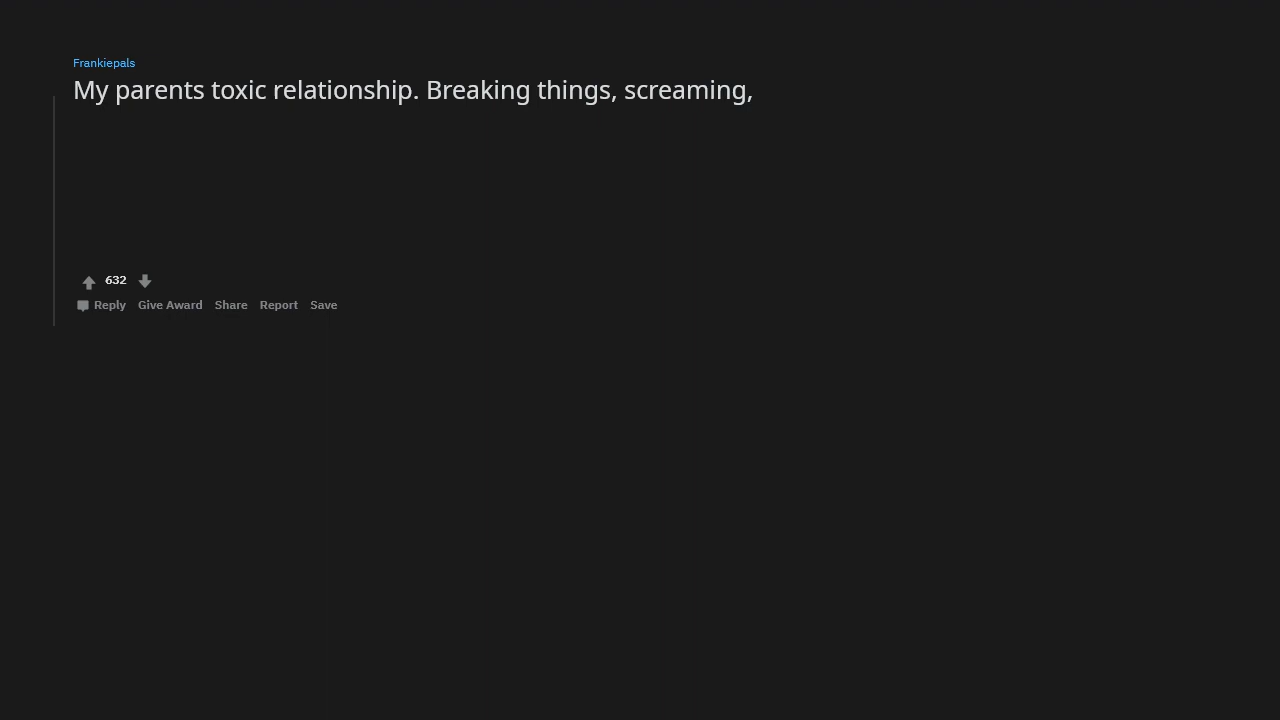 Frankiepals
My parents toxic relationship. Breaking things, screaming,
632
Reply Give Award Share Report Save